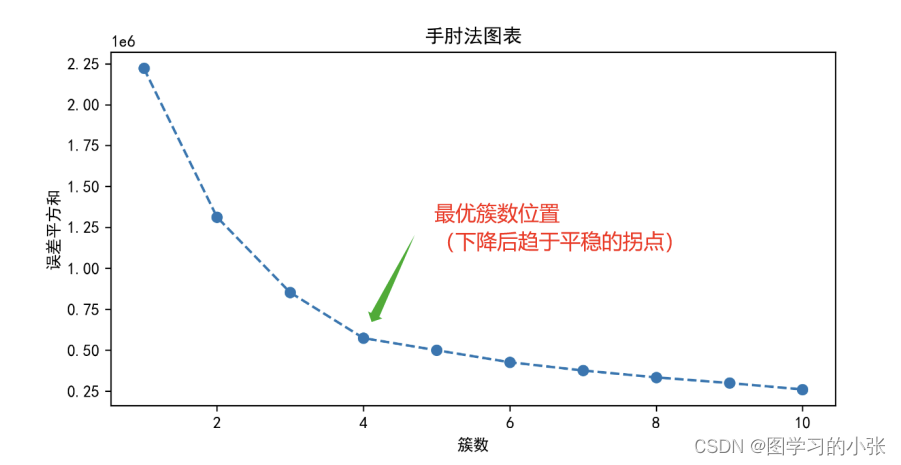 手肘法图表
1e6
2.25
2.00
1.75
1.50
1.25
1.00
0.75
0.50
0.25
误差平方和
最优簇数位置
（下降后趋于平稳的拐点）
2
4
6
8
10
簇数
CSDN @图学习的小张